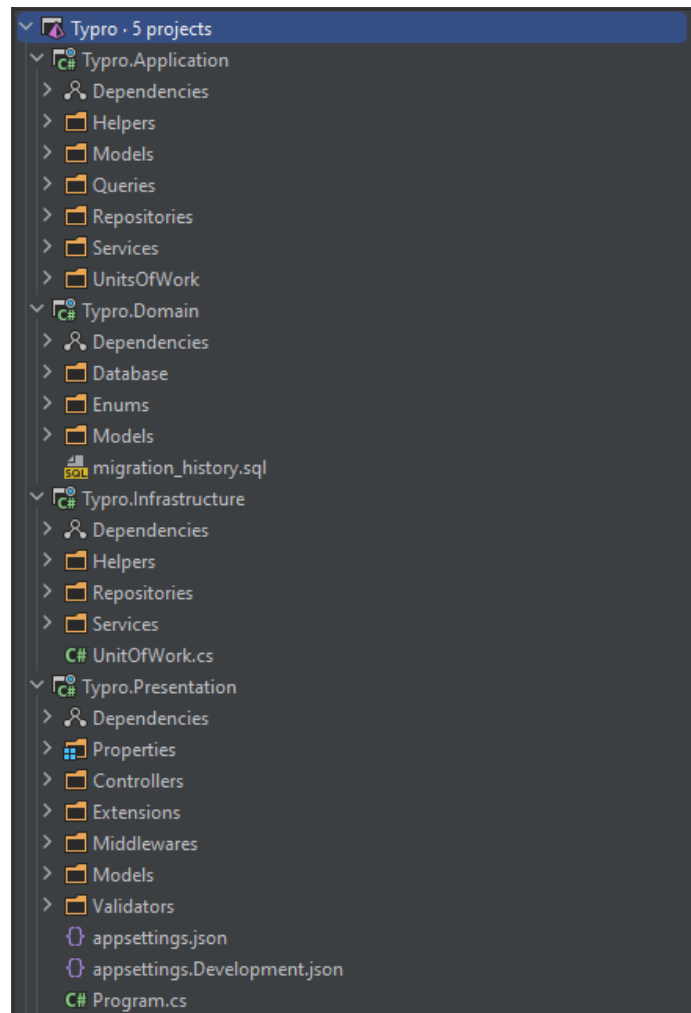 Typro · 5 projects
C# Typro.Application
Dependencies
Helpers
Models
Queries
Repositories
Services
UnitsOfWork
C# Typro.Domain
Dependencies
Database
Enums
Models
SQL migration_history.sql
C# Typro.Infrastructure
Dependencies
Helpers
Repositories
Services
C# UnitOfWork.cs
C# Typro.Presentation
Dependencies
Properties
Controllers
Extensions
Middlewares
Models
Validators
{} appsettings.json
{} appsettings.Development.json
C# Program.cs